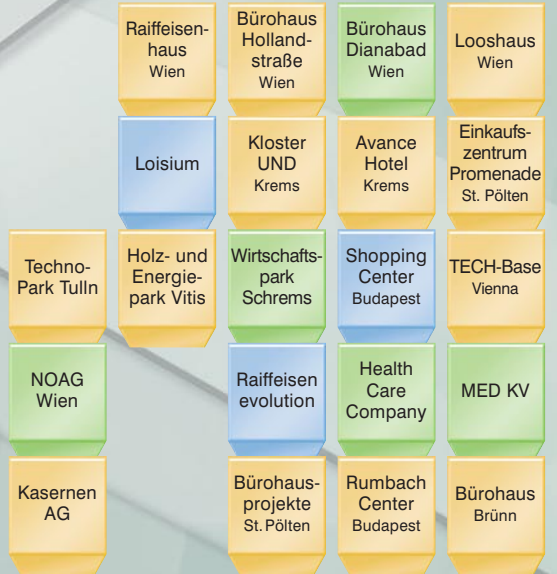 Raiffeisen-
haus
Wien
Bürohaus
Holland-
straße
Wien
Bürohaus
Dianabad
Wien
Looshaus
Wien
Loisium
Kloster
UND
Krems
Avance
Hotel
Krems
Einkaufs-
zentrum
Promenade
St. Pölten
Techno-
Park Tulln
Holz- und
Energie-
park Vitis
Wirtschafts-
park
Schrems
Shopping
Center
Budapest
TECH-Base
Vienna
NOAG
Wien
Raiffeisen
evolution
Health
Care
Company
MED KV
Kasernen
AG
Bürohaus-
projekte
St. Pölten
Rumbach
Center
Budapest
Bürohaus
Brünn